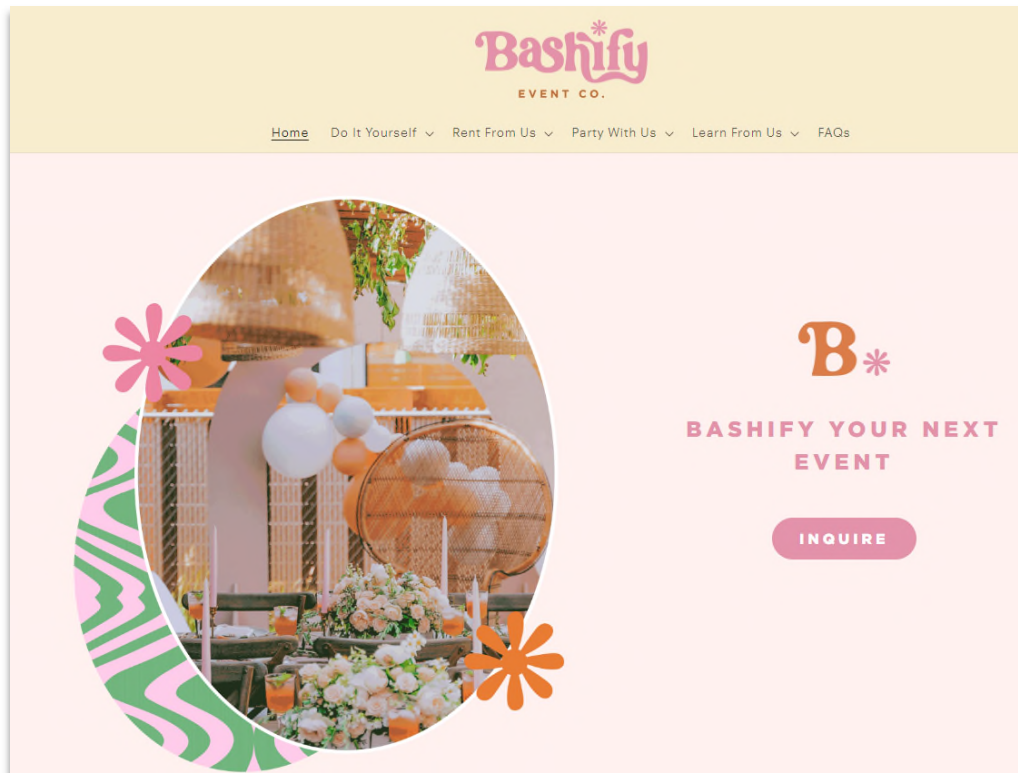 Bashify
EVENT CO.
Home Do It Yourself Rent From Us Party With Us Learn From Us FAQs
B
BASHIFY YOUR NEXT
EVENT
INQUIRE